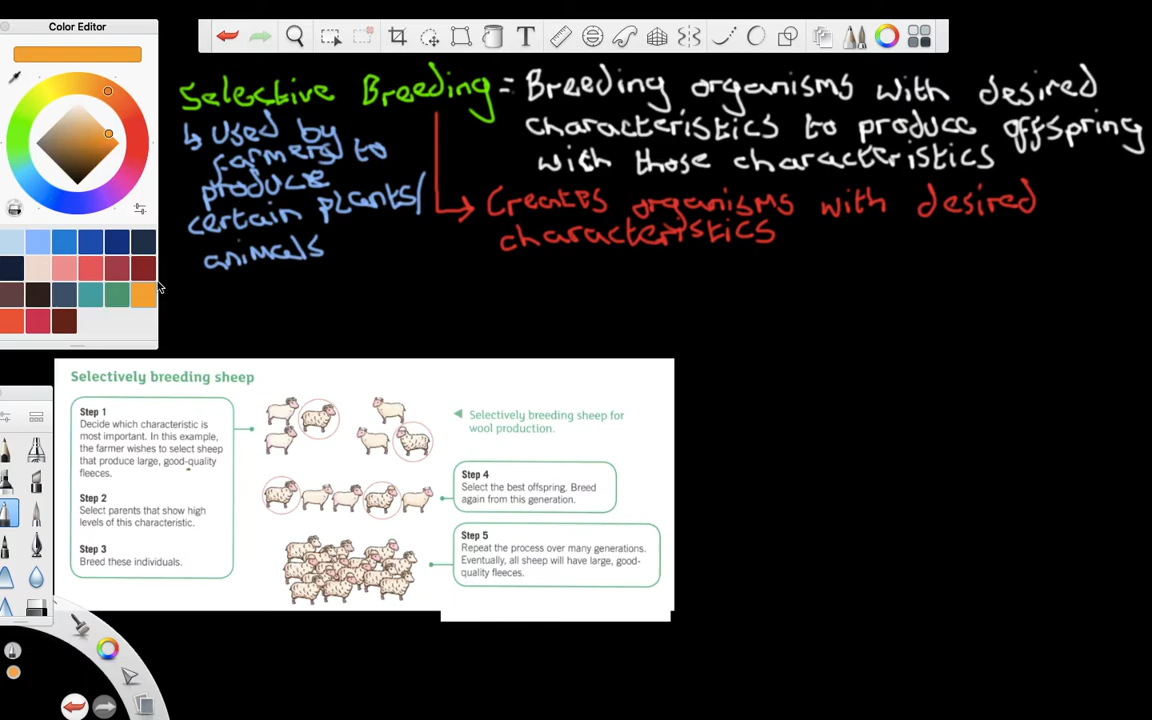 Color Editor
Selective Breeding = Breeding organisms with desired
characteristics to produce offspring
with those characteristics
↳ Used by
farmers to
produce
certain plants/
animals
→ Creates organisms with desired
characteristics
Selectively breeding sheep
Step 1
Decide which characteristic is
most important. In this example,
the farmer wishes to select sheep
that produce large, good-quality
fleeces.
Step 2
Select parents that show high
levels of this characteristic.
Step 3
Breed these individuals.
Selectively breeding sheep for
wool production.
Step 4
Select the best offspring. Breed
again from this generation.
Step 5
Repeat the process over many generations.
Eventually, all sheep will have large, good-
quality fleeces.